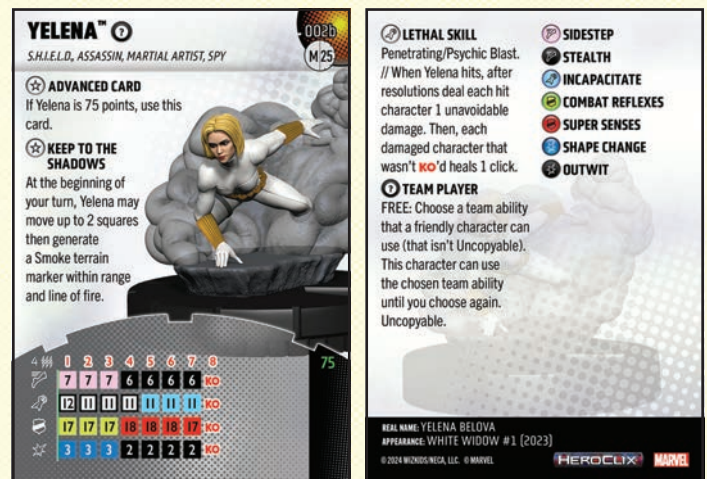 YELENA™ ?
002b
S.H.I.E.L.D., ASSASSIN, MARTIAL ARTIST, SPY
M 25
ADVANCED CARD
If Yelena is 75 points, use this
card.
KEEP TO THE
SHADOWS
At the beginning of
your turn, Yelena may
move up to 2 squares
then generate
a Smoke terrain
marker within range
and line of fire.
4 1 2 3 4 5 6 7 8
75
7 7 7 6 6 6 6 KO
12 11 11 11 11 11 11 KO
17 17 17 18 18 18 17 KO
3 3 3 2 2 2 2 KO
LETHAL SKILL
Penetrating/Psychic Blast.
// When Yelena hits, after
resolutions deal each hit
character 1 unavoidable
damage. Then, each
damaged character that
wasn't KO'd heals 1 click.
? TEAM PLAYER
FREE: Choose a team ability
that a friendly character can
use (that isn't Uncopyable).
This character can use
the chosen team ability
until you choose again.
Uncopyable.
SIDESTEP
STEALTH
INCAPACITATE
COMBAT REFLEXES
SUPER SENSES
SHAPE CHANGE
OUTWIT
REAL NAME: YELENA BELOVA
APPEARANCE: WHITE WIDOW #1 (2023)
© 2024 WIZKIDS/NECA, LLC. © MARVEL
HEROCLIX MARVEL